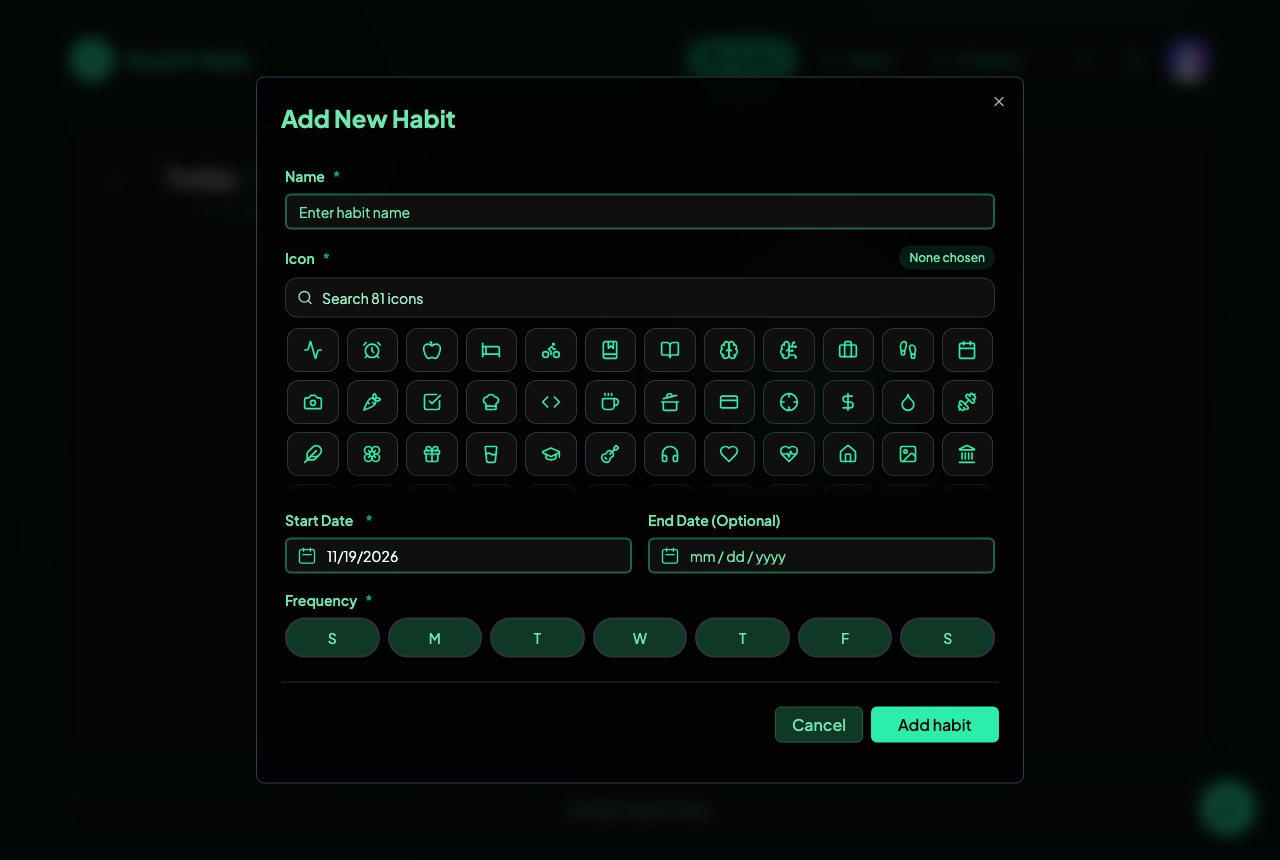 Add New Habit
Name *
Enter habit name
Icon *
None chosen
Search 81 icons
Start Date *
End Date (Optional)
11/19/2026
mm / dd / yyyy
Frequency *
S M T W T F S
Cancel
Add habit